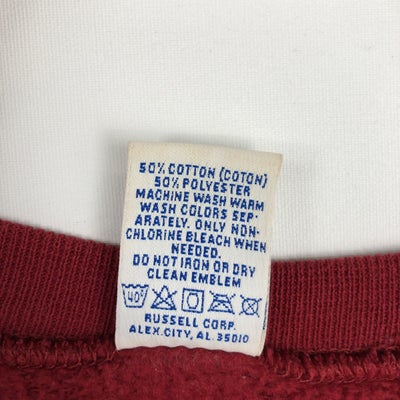 50% COTTON (COTON)
50% POLYESTER
MACHINE WASH WARM
WASH COLORS SEP-
ARATELY. ONLY NON-
CHLORINE BLEACH WHEN
NEEDED.
DO NOT IRON OR DRY
CLEAN EMBLEM
40°
RUSSELL CORP.
ALEX. CITY, AL. 35010